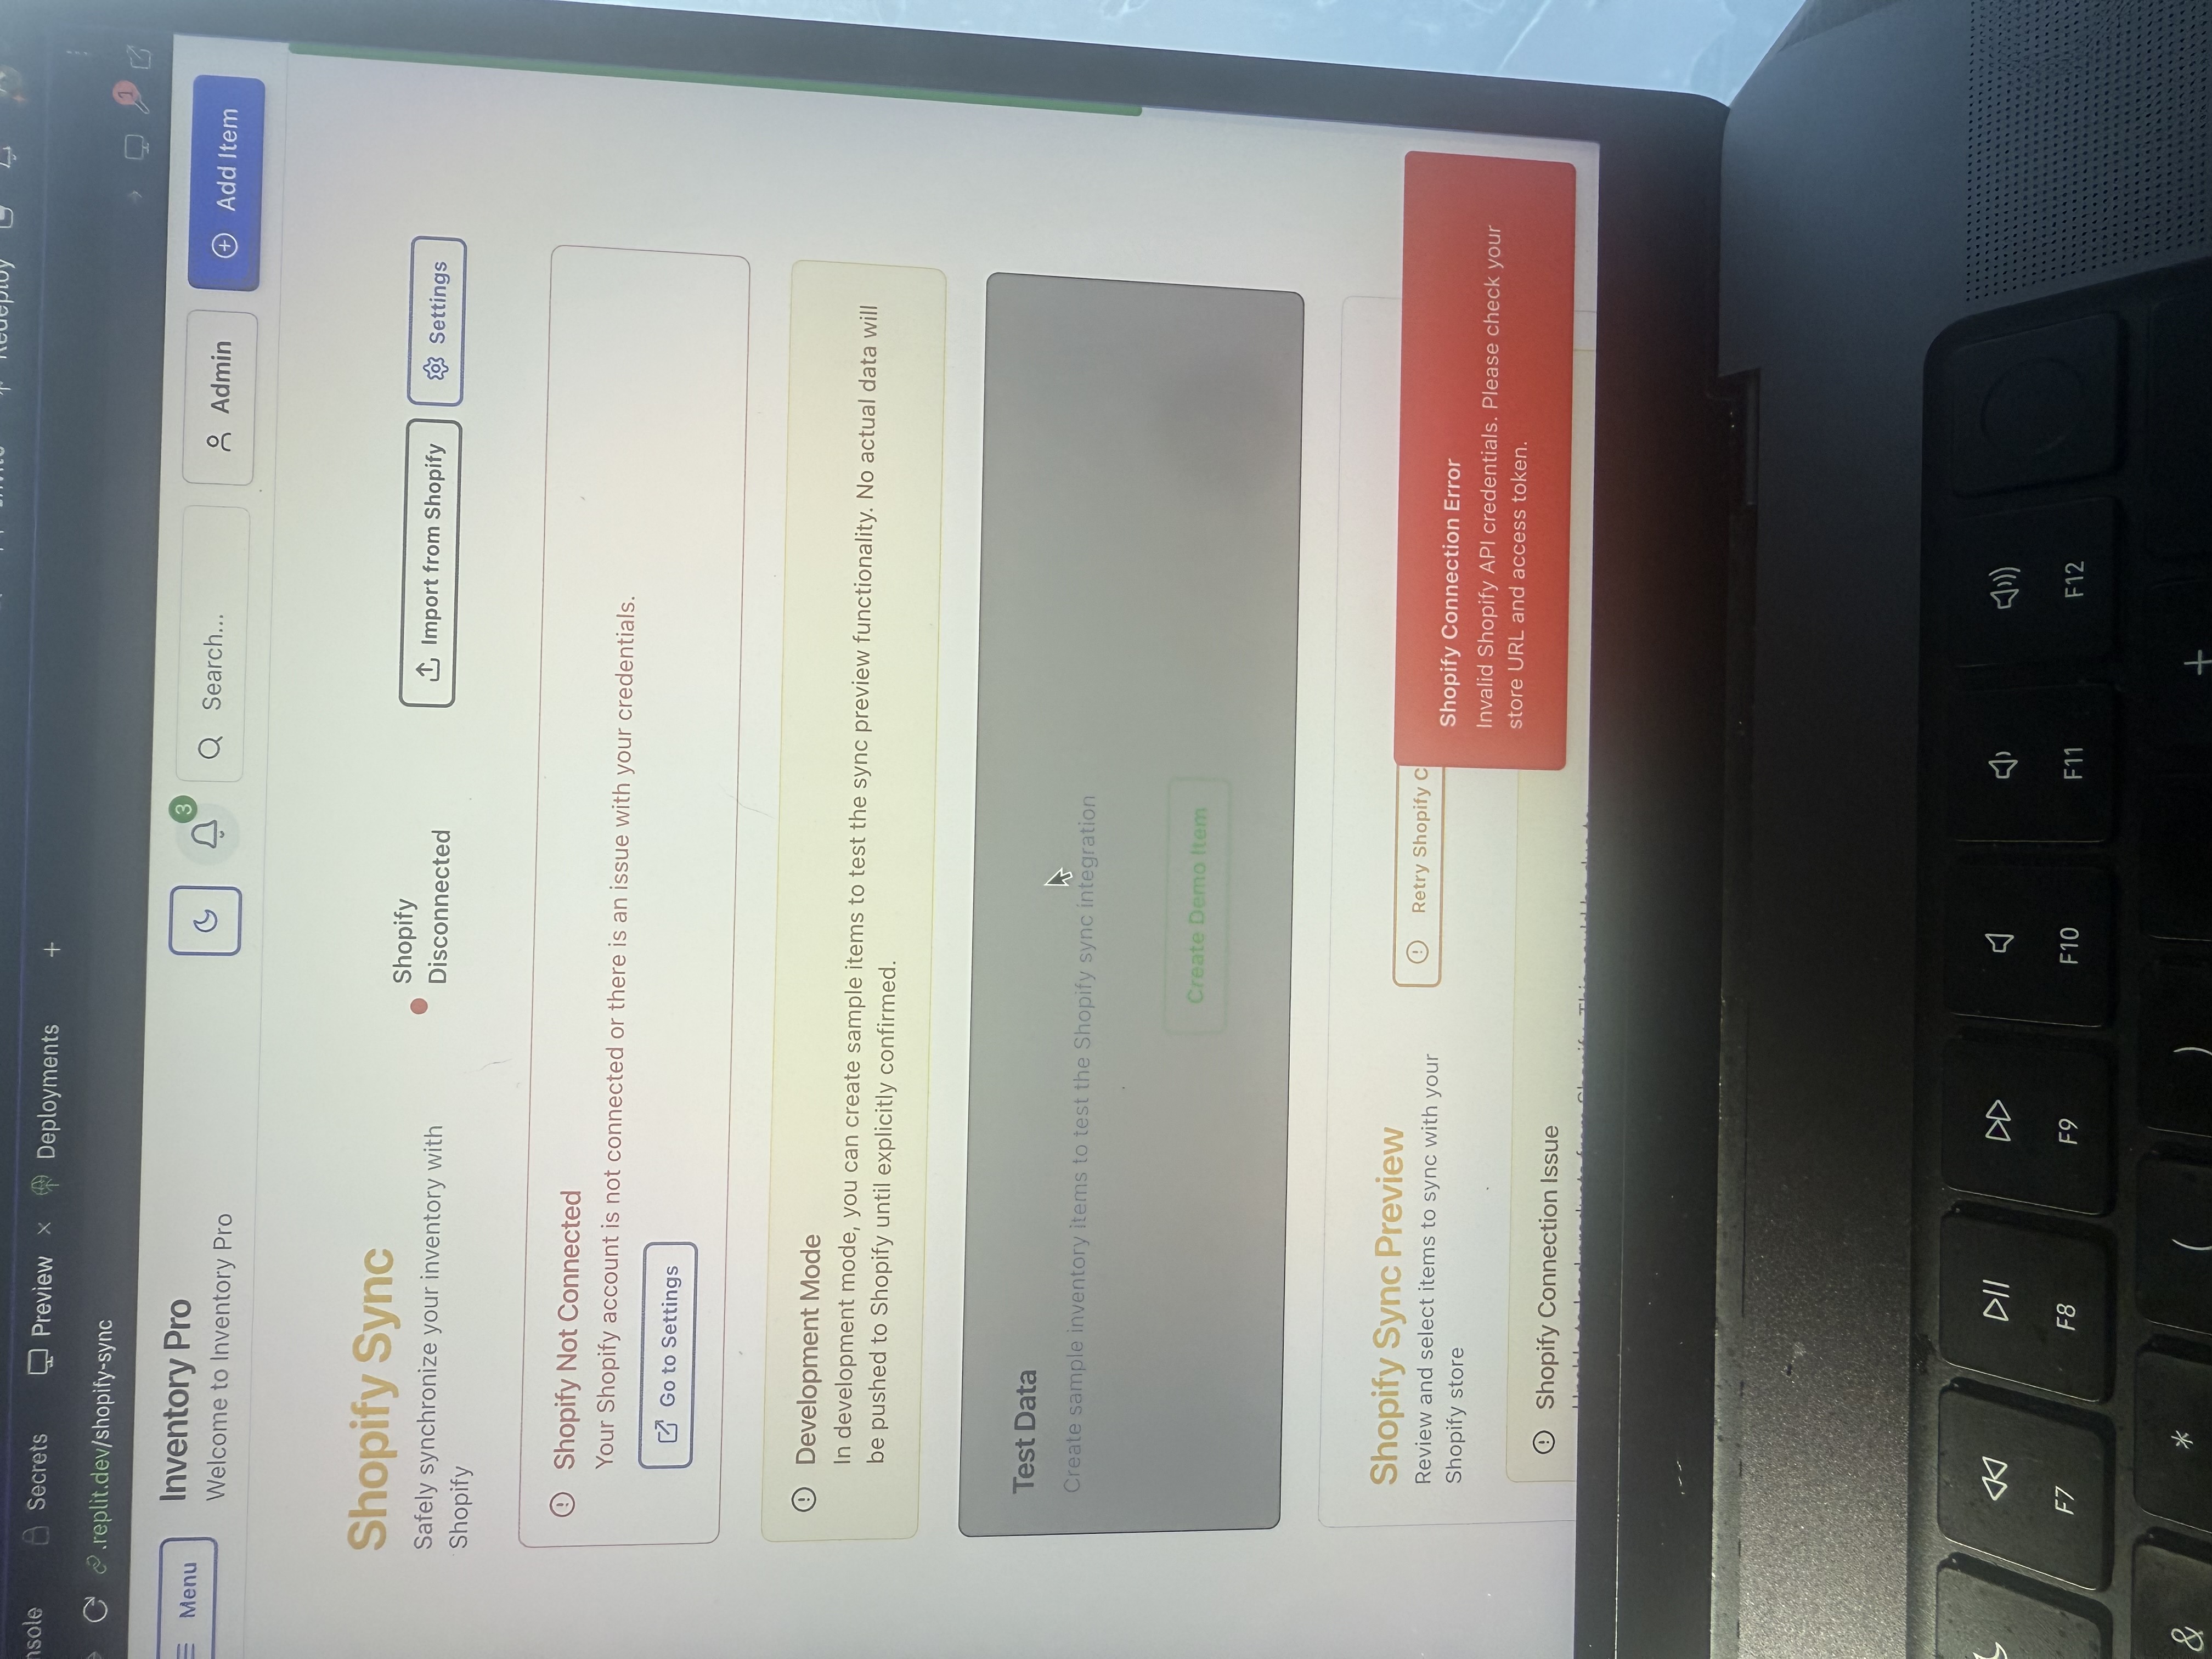 Secrets
Preview
Deployments
.replit.dev/shopify-sync
1
Menu
Inventory Pro
Welcome to Inventory Pro
3
Search...
Admin
Add Item
Shopify Sync
Safely synchronize your inventory with
Shopify
Shopify
Disconnected
Import from Shopify
Settings
Shopify Not Connected
Your Shopify account is not connected or there is an issue with your credentials.
Go to Settings
Development Mode
In development mode, you can create sample items to test the sync preview functionality. No actual data will
be pushed to Shopify until explicitly confirmed.
Test Data
Create sample inventory items to test the Shopify sync integration
Create Demo Item
Shopify Sync Preview
Review and select items to sync with your
Shopify store
Retry Shopify C
Shopify Connection Error
Invalid Shopify API credentials. Please check your
store URL and access token.
Shopify Connection Issue
F7
F8
F9
F10
F11
F12
&
*
(
)
+